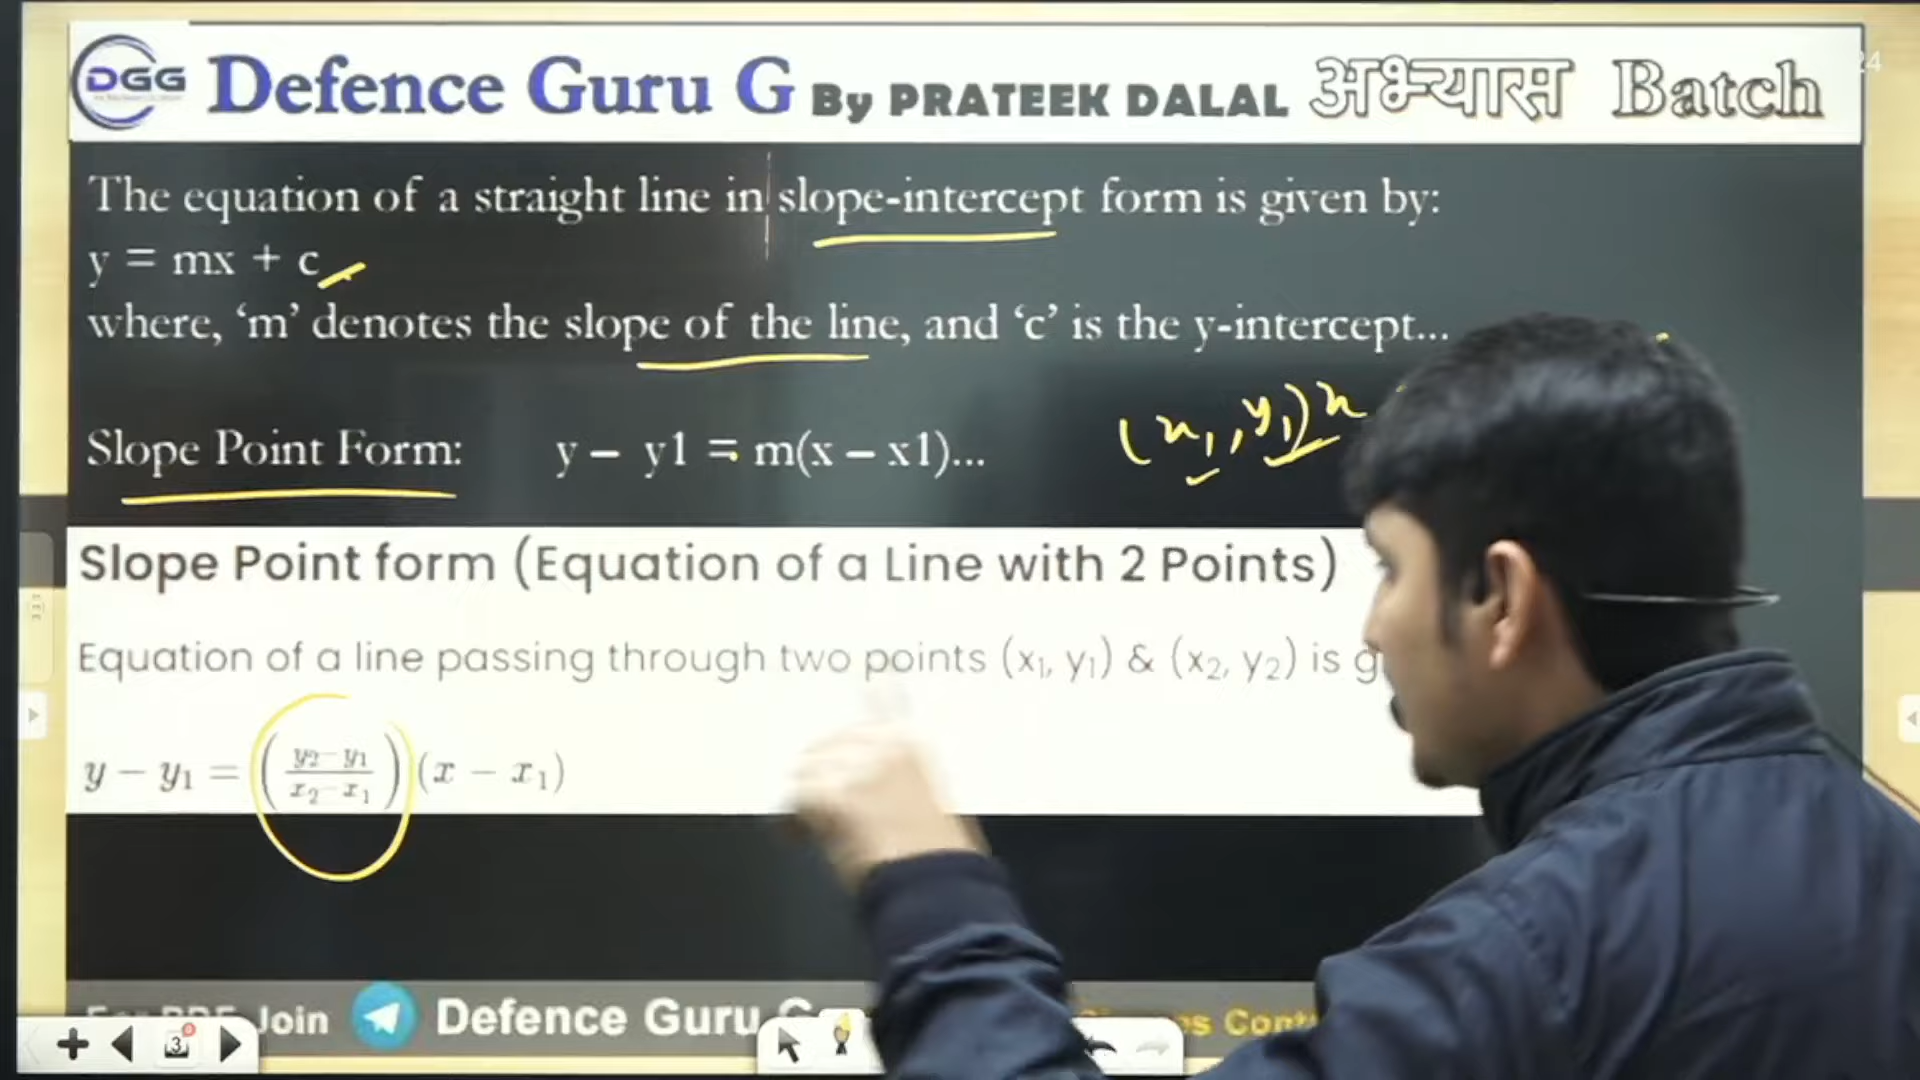 DGG Defence Guru G By PRATEEK DALAL अभ्यास Batch
24
The equation of a straight line in slope-intercept form is given by:
y = mx + c
where, ‘m’ denotes the slope of the line, and ‘c’ is the y-intercept...
(x₁, y₁)
Slope Point Form: y – y1 = m(x – x1)...
Slope Point form (Equation of a Line with 2 Points)
Equation of a line passing through two points (x₁, y₁) & (x₂, y₂) is g
y − y₁ = ((y₂ − y₁)/(x₂ − x₁)) (x − x₁)
Join Defence Guru G
3